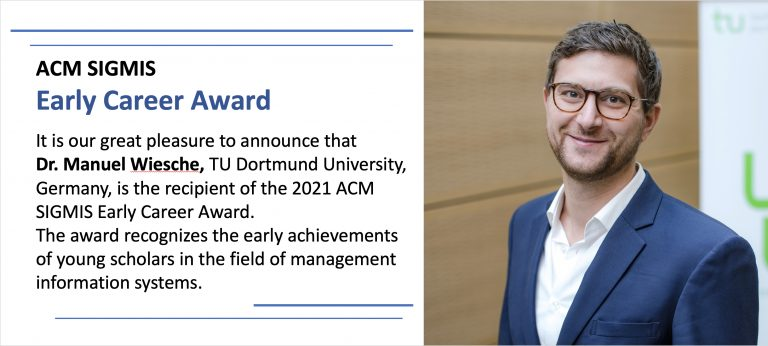 ACM SIGMIS
Early Career Award
It is our great pleasure to announce that
Dr. Manuel Wiesche, TU Dortmund University,
Germany, is the recipient of the 2021 ACM
SIGMIS Early Career Award.
The award recognizes the early achievements
of young scholars in the field of management
information systems.
tu